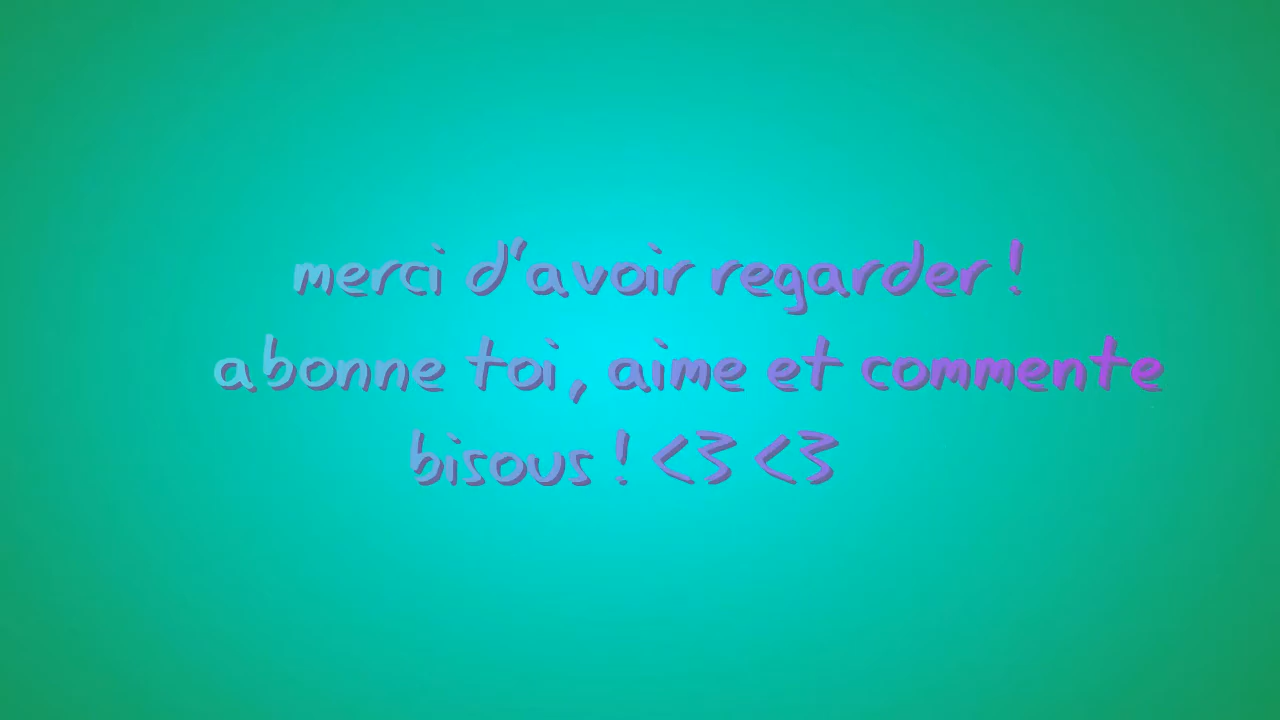 merci d'avoir regarder !
abonne toi, aime et commente
bisous ! <3 <3